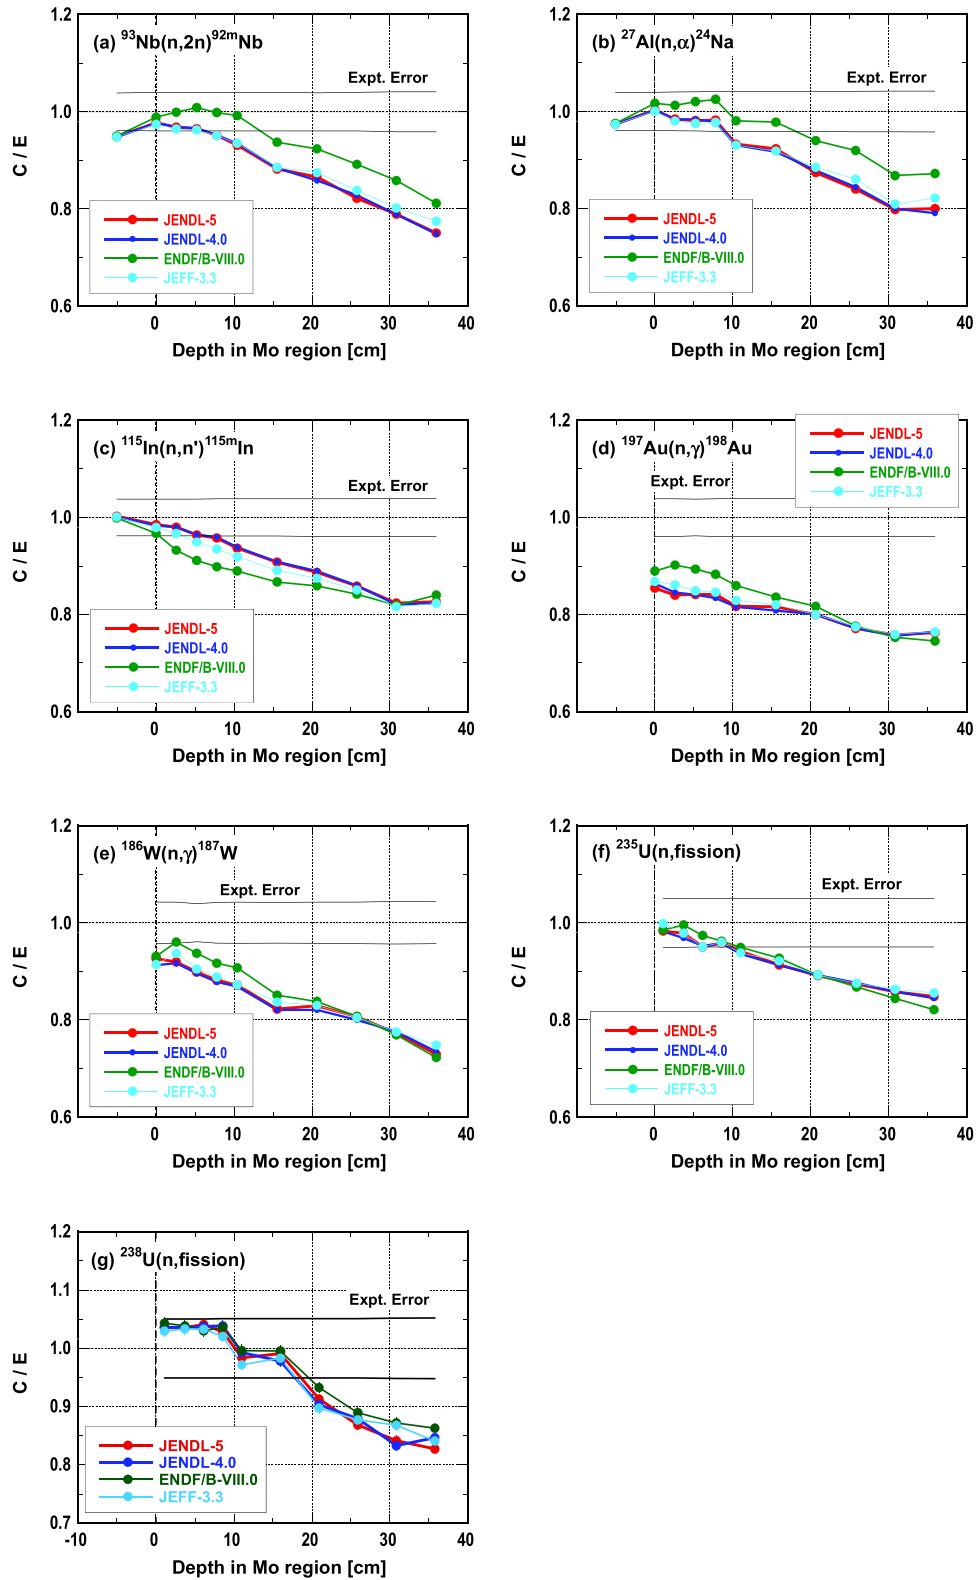 (a) ⁹³Nb(n,2n)⁹²ᵐNb
Expt. Error
C / E
1.2
1.0
0.8
0.6
JENDL-5
JENDL-4.0
ENDF/B-VIII.0
JEFF-3.3
0 10 20 30 40
Depth in Mo region [cm]
(b) ²⁷Al(n,α)²⁴Na
Expt. Error
C / E
1.2
1.0
0.8
0.6
JENDL-5
JENDL-4.0
ENDF/B-VIII.0
JEFF-3.3
0 10 20 30 40
Depth in Mo region [cm]
(c) ¹¹⁵In(n,n')¹¹⁵ᵐIn
Expt. Error
C / E
1.2
1.0
0.8
0.6
JENDL-5
JENDL-4.0
ENDF/B-VIII.0
JEFF-3.3
0 10 20 30 40
Depth in Mo region [cm]
(d) ¹⁹⁷Au(n,γ)¹⁹⁸Au
Expt. Error
C / E
1.2
1.0
0.8
0.6
JENDL-5
JENDL-4.0
ENDF/B-VIII.0
JEFF-3.3
0 10 20 30 40
Depth in Mo region [cm]
(e) ¹⁸⁶W(n,γ)¹⁸⁷W
Expt. Error
C / E
1.2
1.0
0.8
0.6
JENDL-5
JENDL-4.0
ENDF/B-VIII.0
JEFF-3.3
0 10 20 30 40
Depth in Mo region [cm]
(f) ²³⁵U(n,fission)
Expt. Error
C / E
1.2
1.0
0.8
0.6
JENDL-5
JENDL-4.0
ENDF/B-VIII.0
JEFF-3.3
0 10 20 30 40
Depth in Mo region [cm]
(g) ²³⁸U(n,fission)
Expt. Error
C / E
1.2
1.1
1.0
0.9
0.8
0.7
JENDL-5
JENDL-4.0
ENDF/B-VIII.0
JEFF-3.3
-10 0 10 20 30 40
Depth in Mo region [cm]